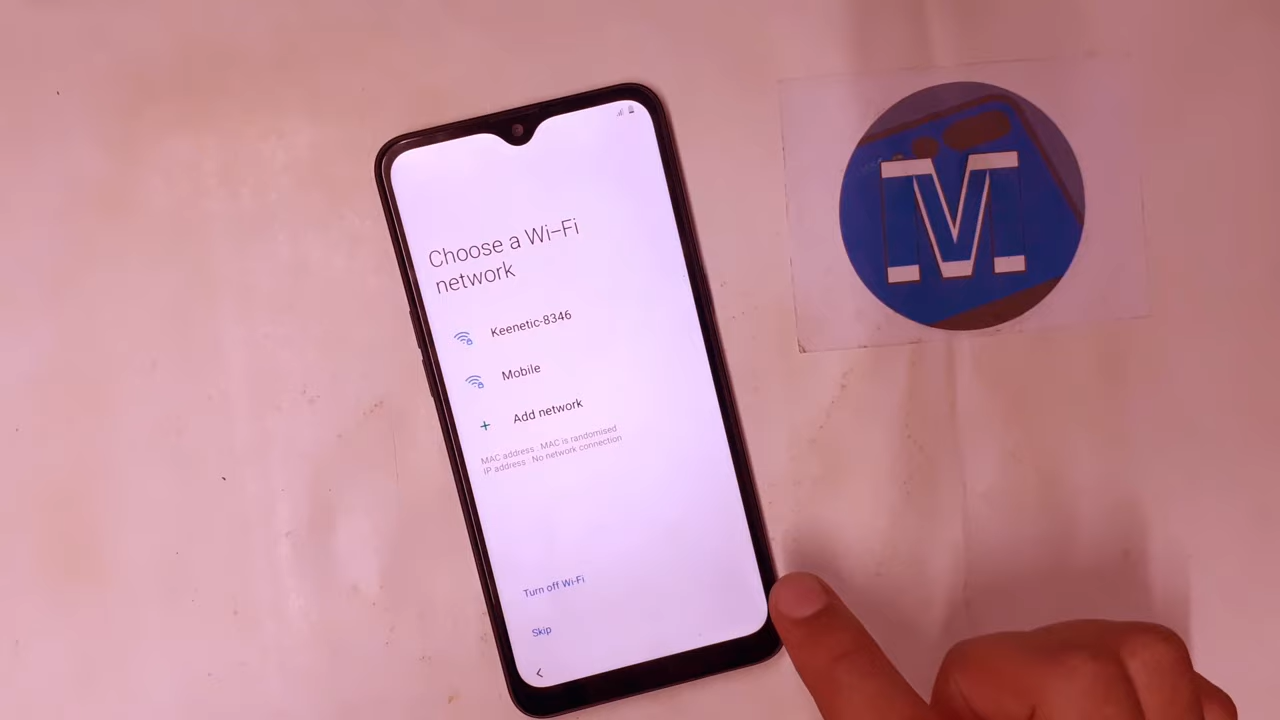 Choose a Wi-Fi
network
Keenetic-8346
Mobile
Add network
MAC address : MAC is randomised
IP address : No network connection
Turn off Wi-Fi
Skip
M